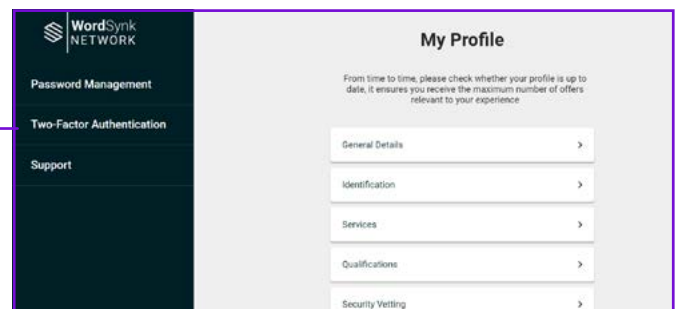 WordSynk
NETWORK
Password Management
Two-Factor Authentication
Support
My Profile
From time to time, please check whether your profile is up to
date, it ensures you receive the maximum number of offers
relevant to your experience
General Details
Identification
Services
Qualifications
Security Vetting